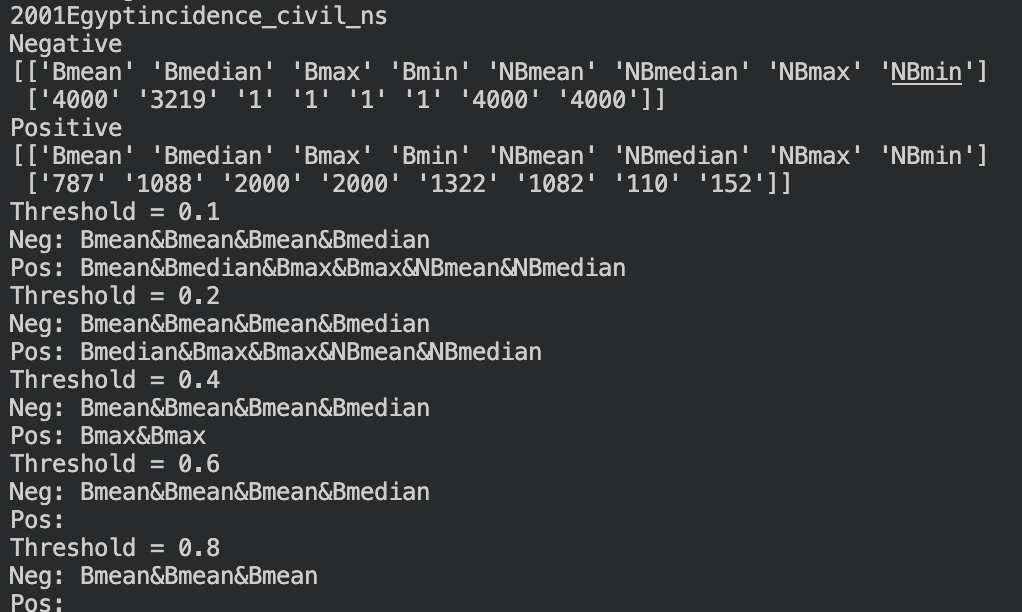 2001Egyptincidence_civil_ns
Negative
[['Bmean' 'Bmedian' 'Bmax' 'Bmin' 'NBmean' 'NBmedian' 'NBmax' 'NBmin']
['4000' '3219' '1' '1' '1' '1' '4000' '4000']]
Positive
[['Bmean' 'Bmedian' 'Bmax' 'Bmin' 'NBmean' 'NBmedian' 'NBmax' 'NBmin']
['787' '1088' '2000' '2000' '1322' '1082' '110' '152']]
Threshold = 0.1
Neg: Bmean&Bmean&Bmean&Bmedian
Pos: Bmean&Bmedian&Bmax&Bmax&NBmean&NBmedian
Threshold = 0.2
Neg: Bmean&Bmean&Bmean&Bmedian
Pos: Bmedian&Bmax&Bmax&NBmean&NBmedian
Threshold = 0.4
Neg: Bmean&Bmean&Bmean&Bmedian
Pos: Bmax&Bmax
Threshold = 0.6
Neg: Bmean&Bmean&Bmean&Bmedian
Pos:
Threshold = 0.8
Neg: Bmean&Bmean&Bmean
Pos: